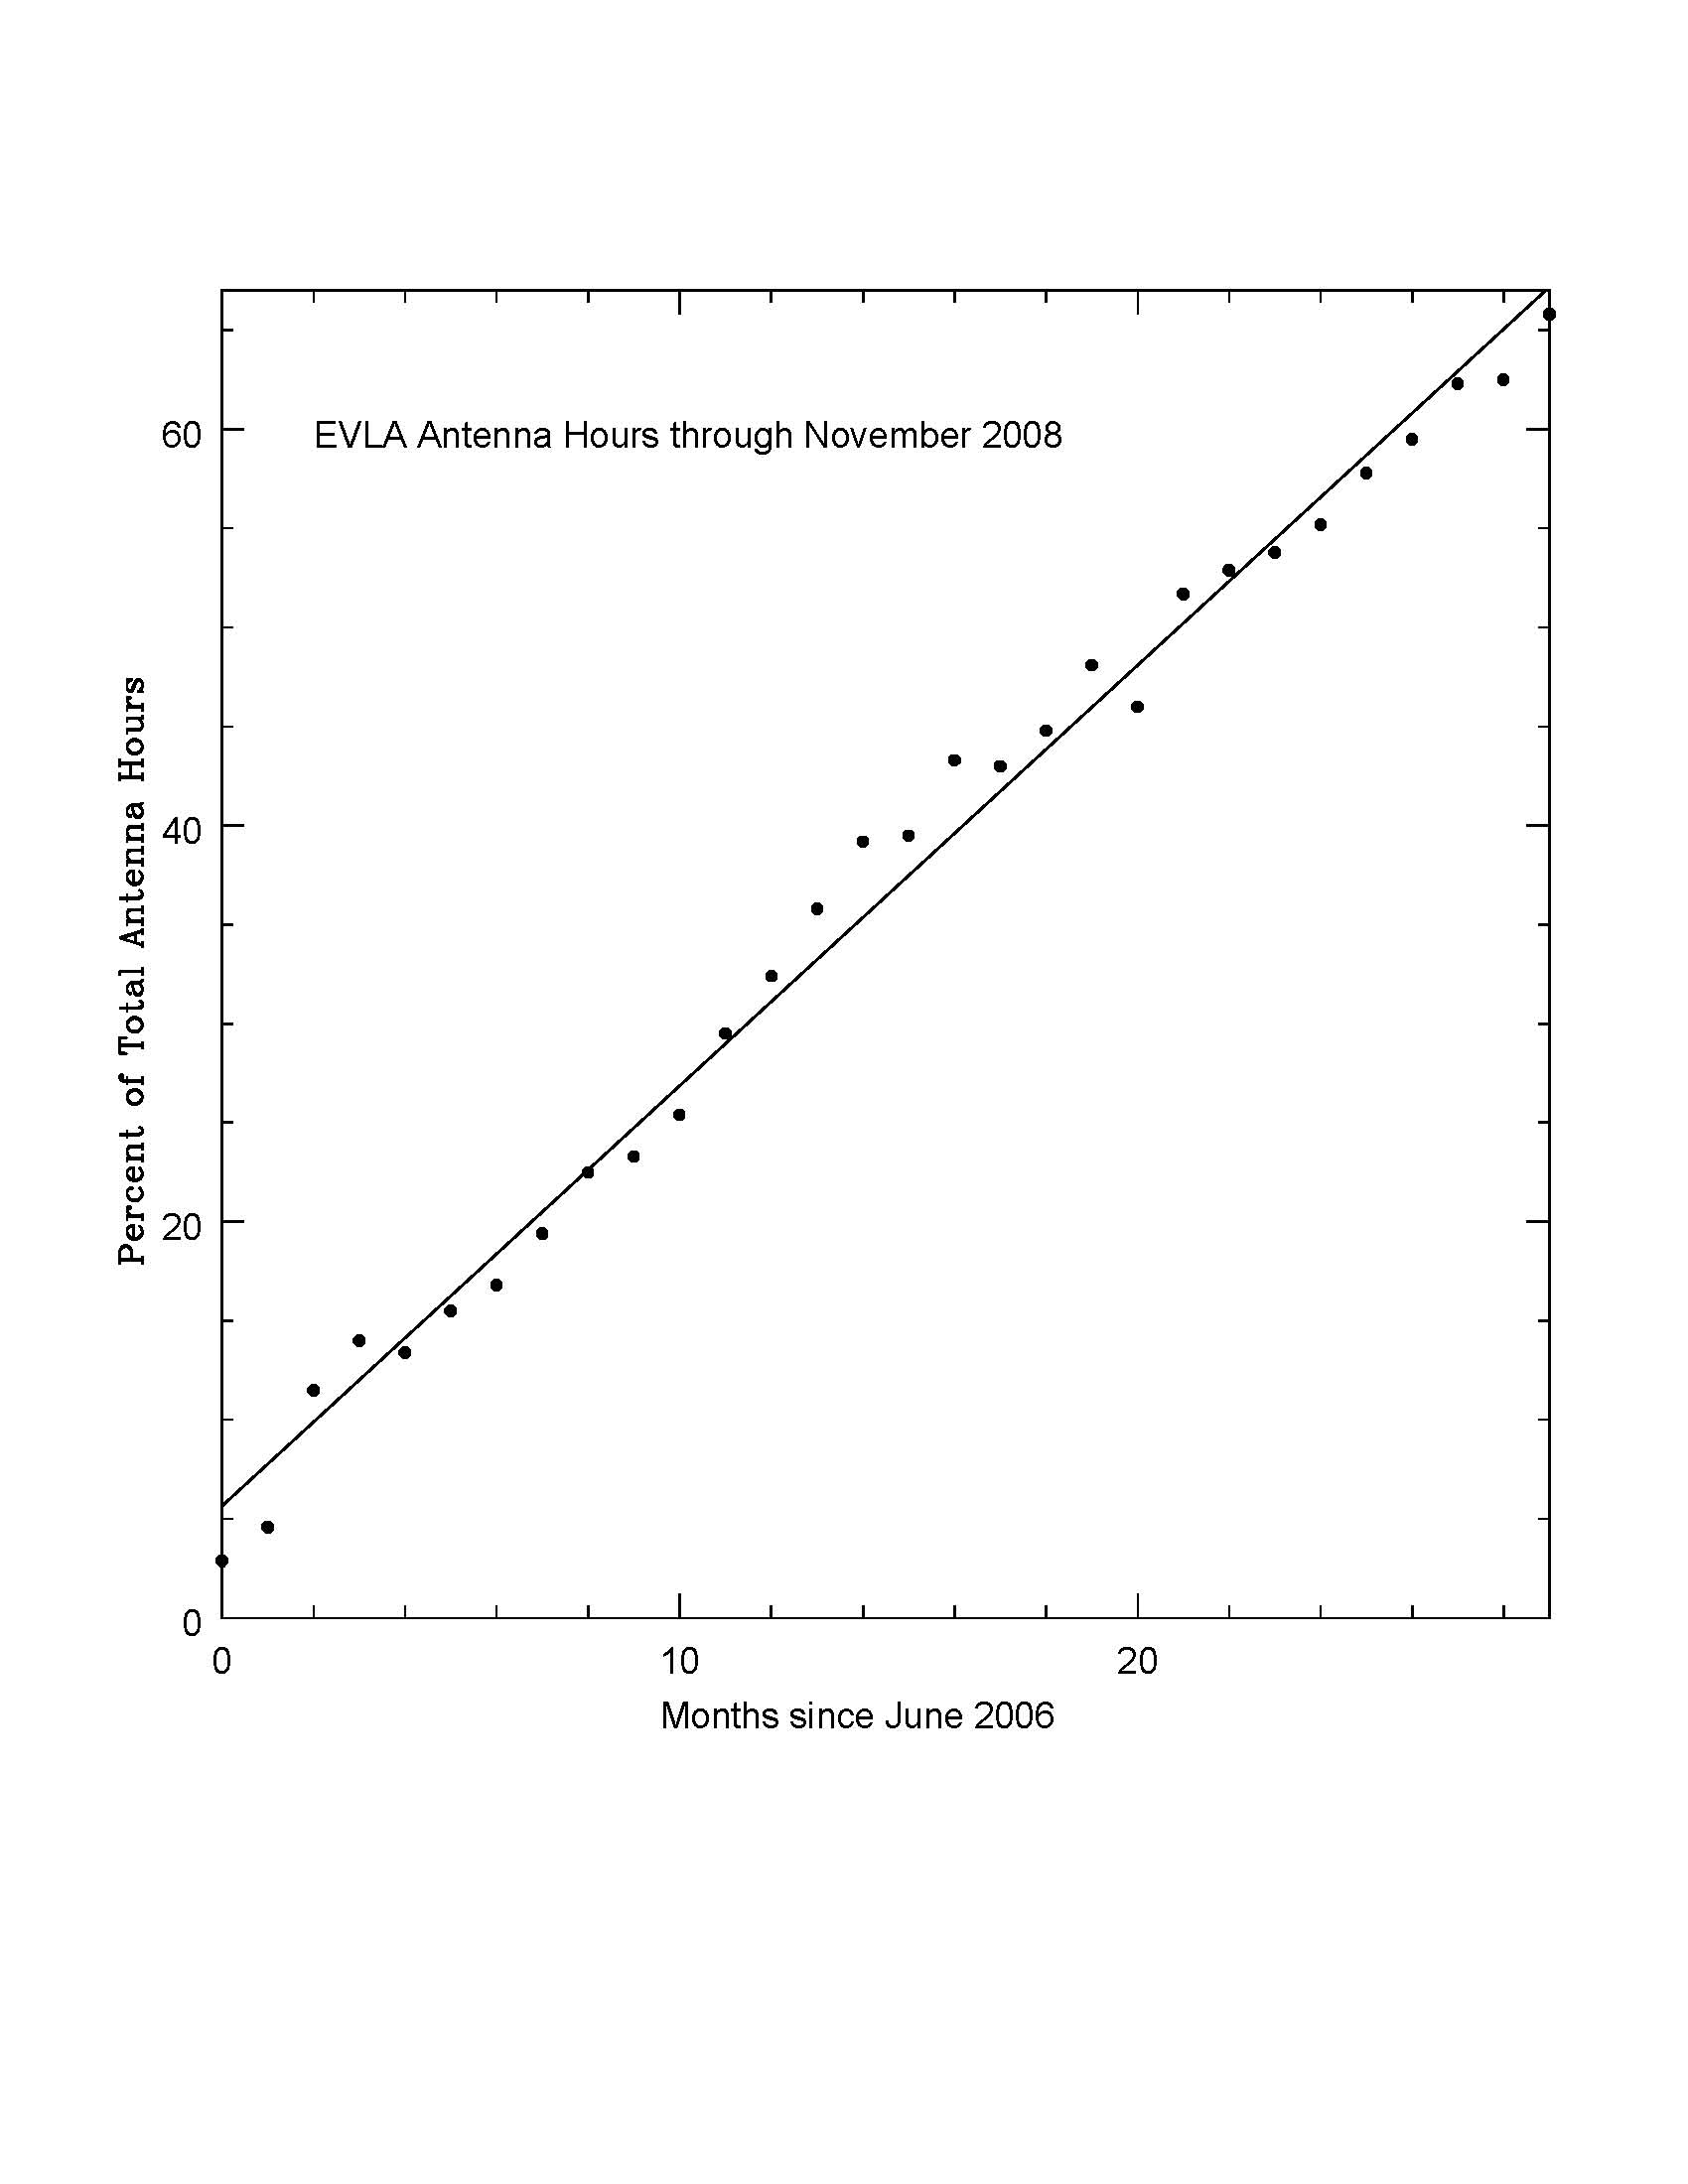 60
EVLA Antenna Hours through November 2008
Percent of Total Antenna Hours
40
20
0
0 10 20
Months since June 2006